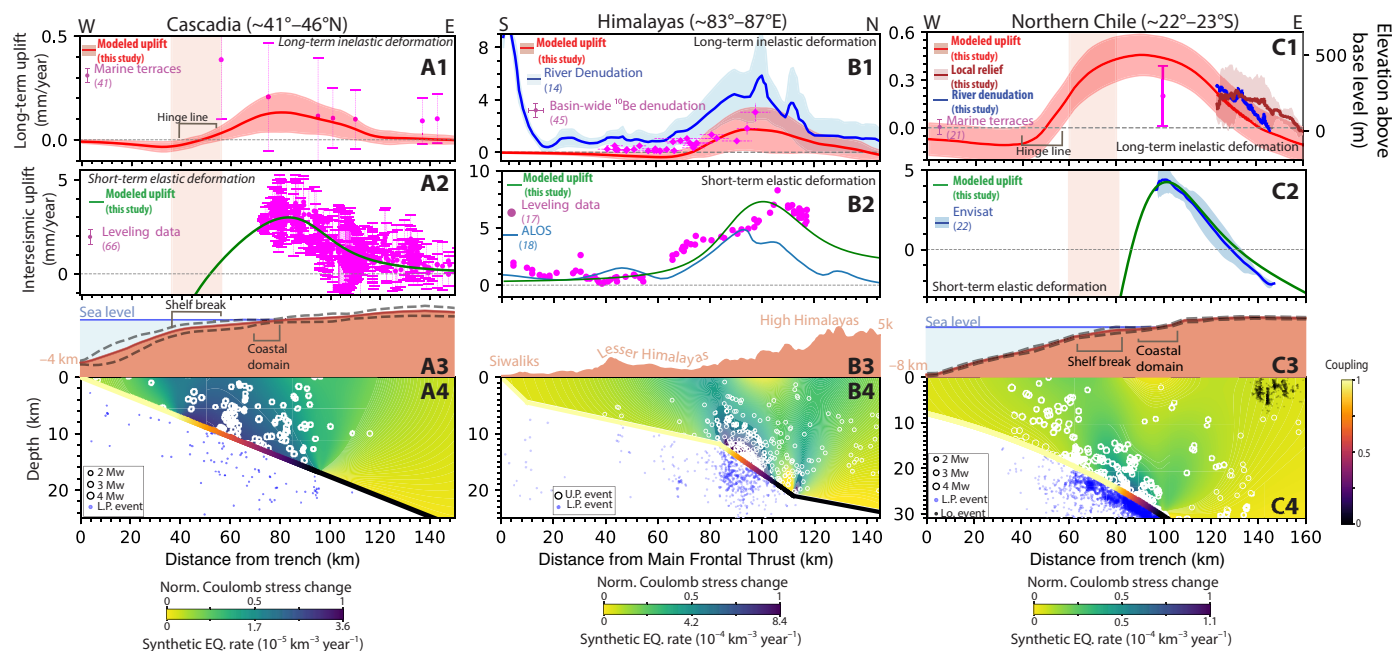 Cascadia (~41°–46°N)
W
E
0.5
0.0
Long-term uplift
(mm/year)
Modeled uplift
(this study)
Marine terraces
(41)
Long-term inelastic deformation
Hinge line
A1
Short-term elastic deformation
Modeled uplift
(this study)
Leveling data
(66)
5
0
Interseismic uplift
(mm/year)
A2
Sea level
Shelf break
Coastal
domain
−4 km
A3
A4
0
10
20
Depth (km)
2 Mw
3 Mw
4 Mw
L.P. event
0 20 40 60 80 100 120 140
Distance from trench (km)
Norm. Coulomb stress change
0 0.5 1
0 1.7 3.6
Synthetic EQ. rate (10⁻⁵ km⁻³ year⁻¹)
Himalayas (~83°–87°E)
S
N
8
4
0
Modeled uplift
(this study)
River Denudation
(14)
Basin-wide ¹⁰Be denudation
(45)
Long-term inelastic deformation
B1
10
5
0
Modeled uplift
(this study)
Leveling data
(17)
ALOS
(18)
Short-term elastic deformation
B2
Siwaliks
Lesser Himalayas
High Himalayas
5k
B3
B4
0
10
20
U.P. event
L.P. event
0 20 40 60 80 100 120 140
Distance from Main Frontal Thrust (km)
Norm. Coulomb stress change
0 0.5 1
0 4.2 8.4
Synthetic EQ. rate (10⁻⁴ km⁻³ year⁻¹)
Northern Chile (~22°–23°S)
W
E
0.6
0.3
0.0
Modeled uplift
(this study)
Local relief
(this study)
River denudation
(this study)
Marine terraces
(21)
Hinge line
Long-term inelastic deformation
C1
500
0
Elevation above
base level (m)
5
0
Modeled uplift
(this study)
Envisat
(22)
Short-term elastic deformation
C2
Sea level
Shelf break
Coastal
domain
−8 km
C3
C4
0
10
20
30
2 Mw
3 Mw
4 Mw
L.P. event
Lo. event
0 20 40 60 80 100 120 140 160
Distance from trench (km)
Norm. Coulomb stress change
0 0.5 1
0 0.5 1.1
Synthetic EQ. rate (10⁻⁴ km⁻³ year⁻¹)
Coupling
1
0.5
0